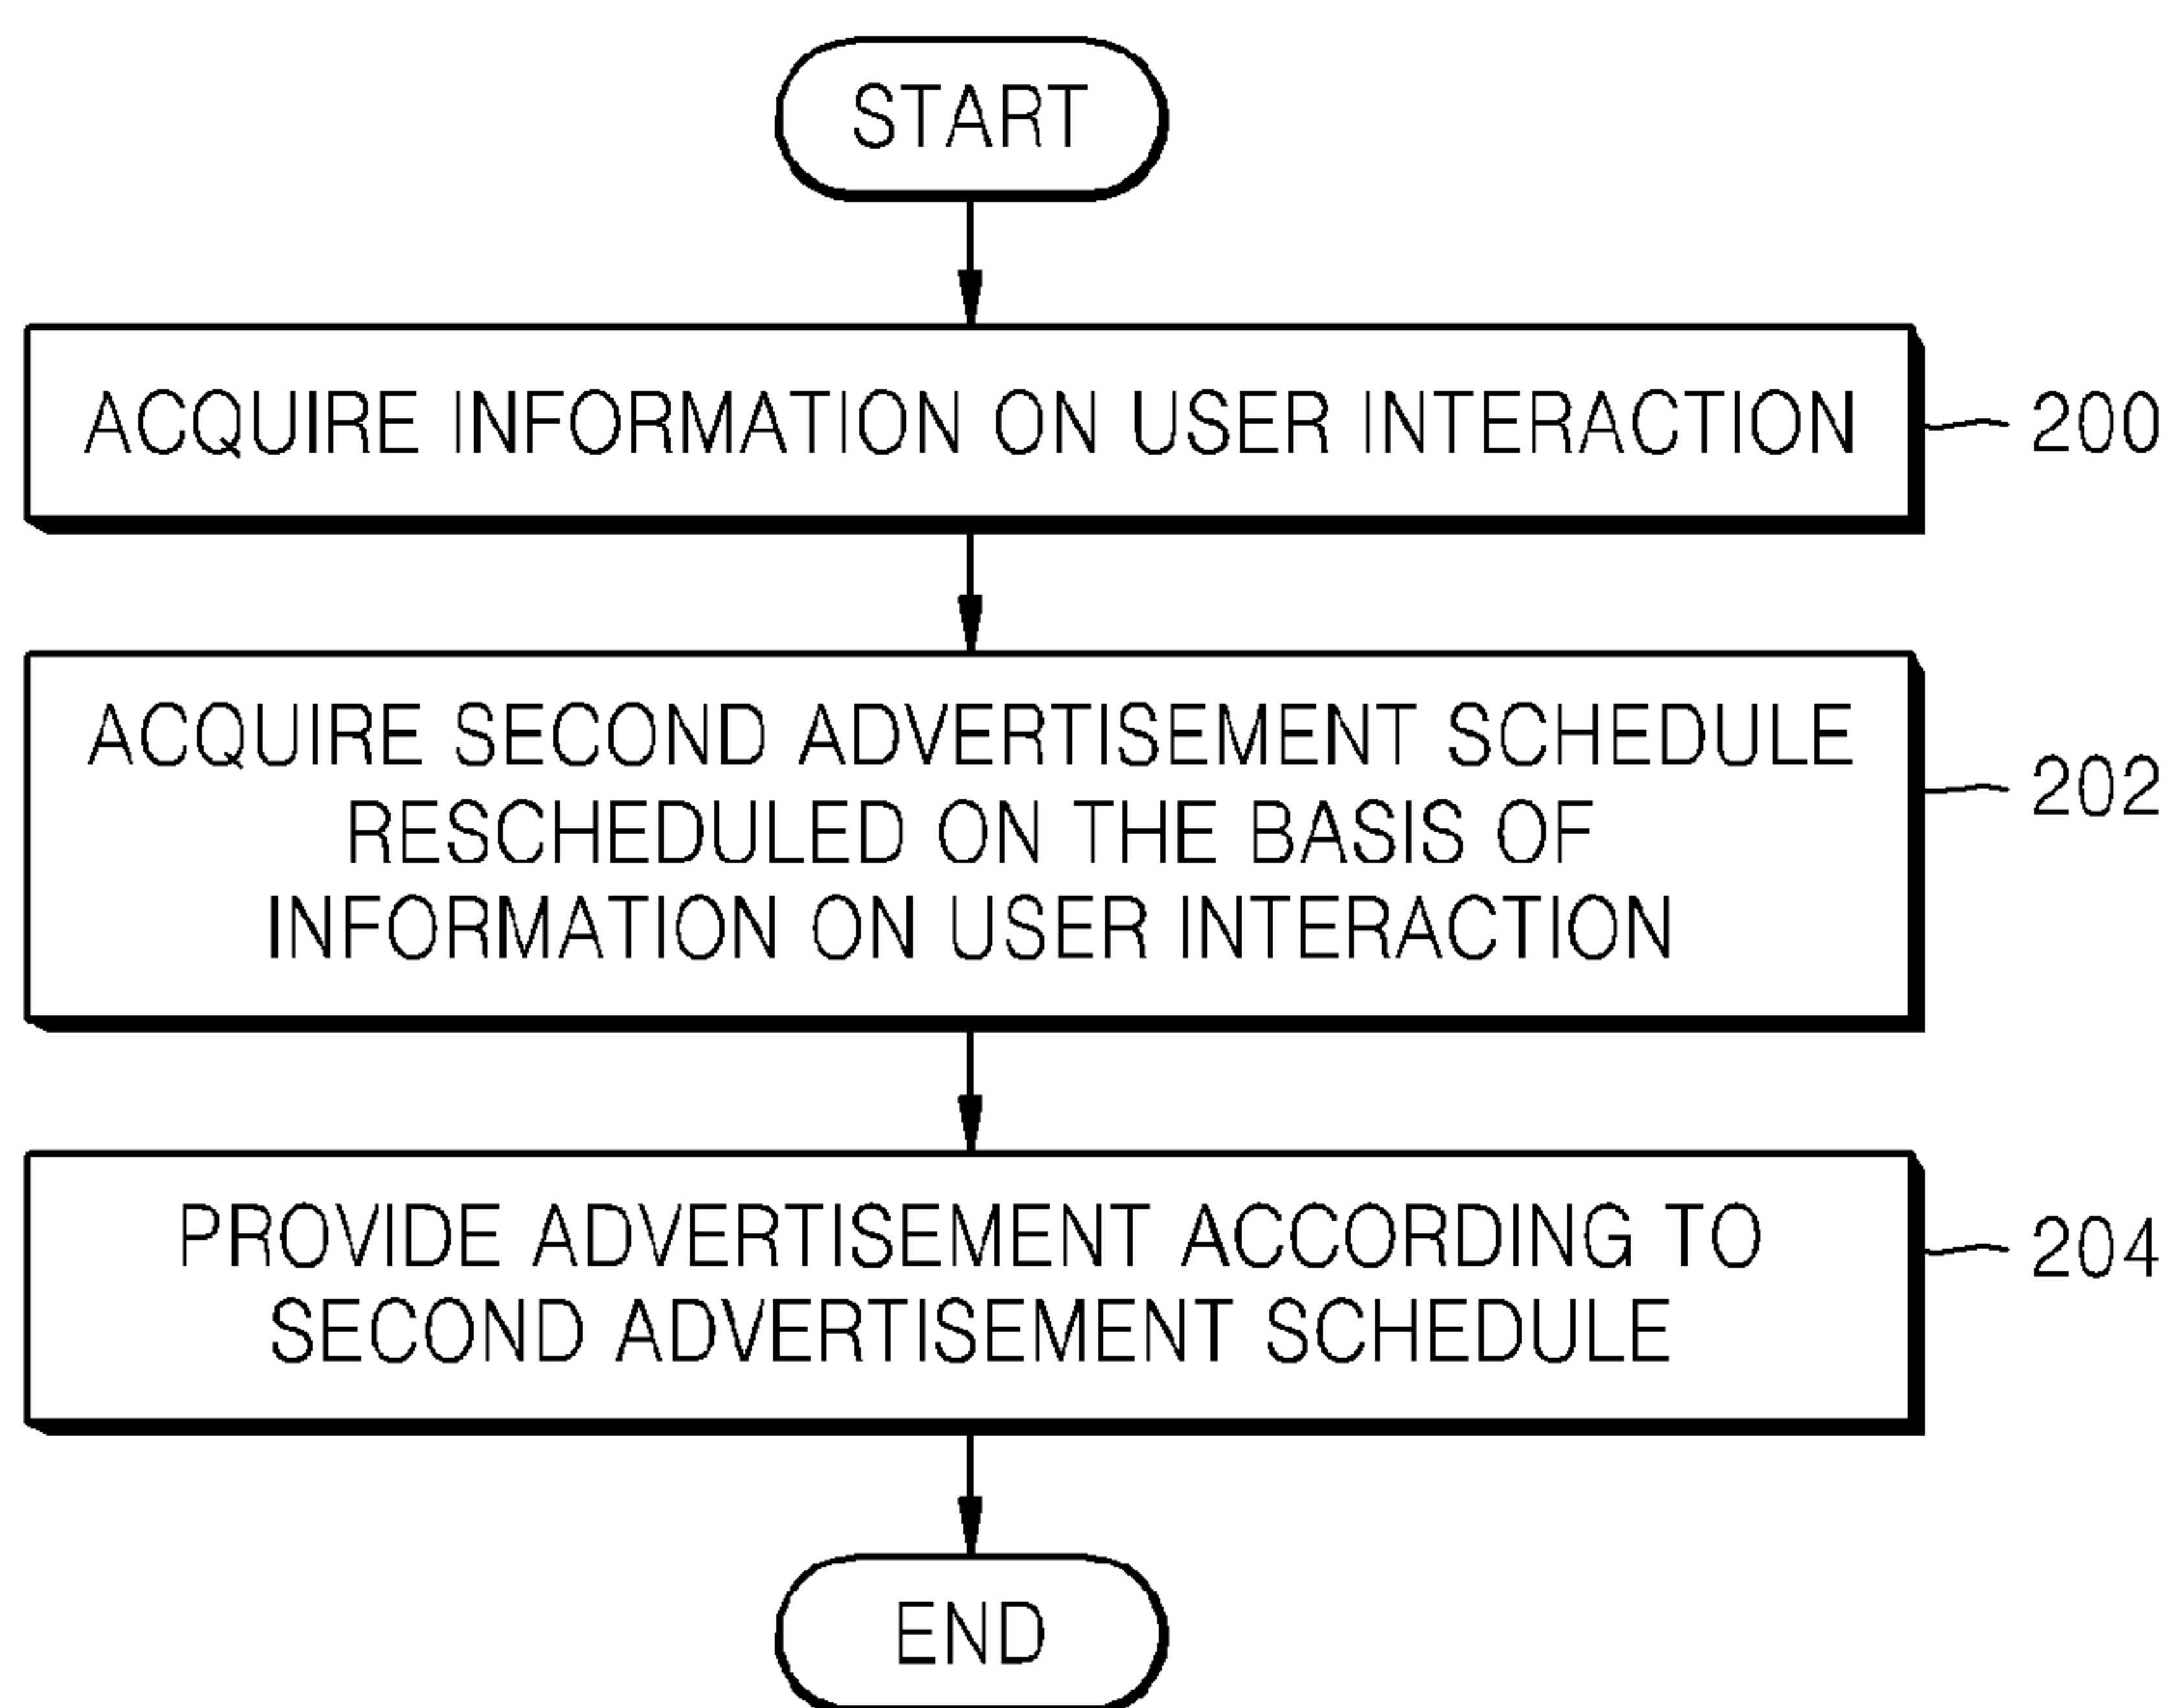 START
ACQUIRE INFORMATION ON USER INTERACTION
200
ACQUIRE SECOND ADVERTISEMENT SCHEDULE
RESCHEDULED ON THE BASIS OF
INFORMATION ON USER INTERACTION
202
PROVIDE ADVERTISEMENT ACCORDING TO
SECOND ADVERTISEMENT SCHEDULE
204
END